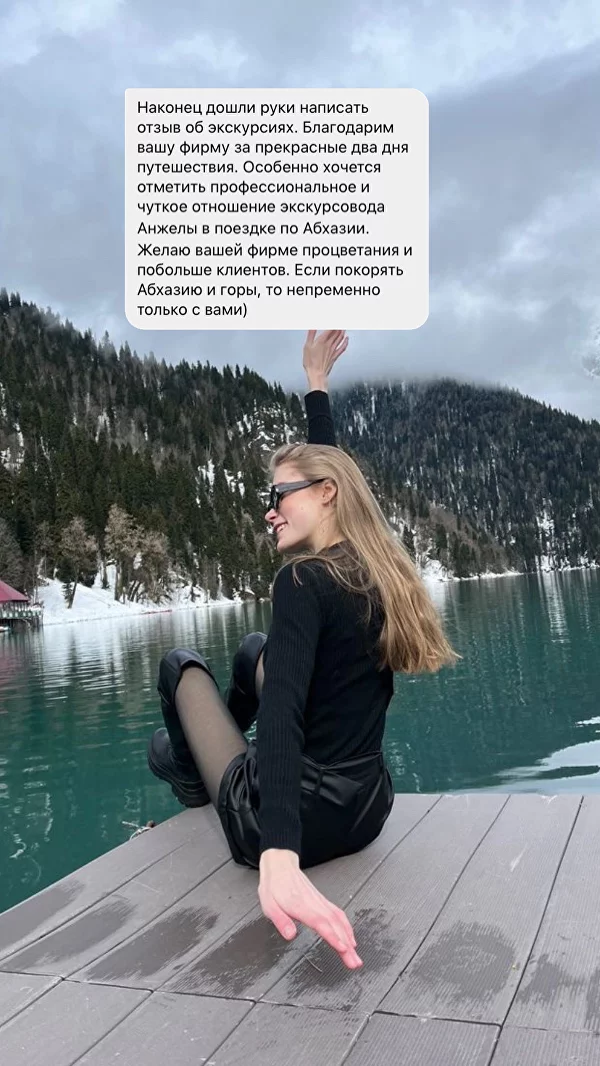 Наконец дошли руки написать
отзыв об экскурсиях. Благодарим
вашу фирму за прекрасные два дня
путешествия. Особенно хочется
отметить профессиональное и
чуткое отношение экскурсовода
Анжелы в поездке по Абхазии.
Желаю вашей фирме процветания и
побольше клиентов. Если покорять
Абхазию и горы, то непременно
только с вами)